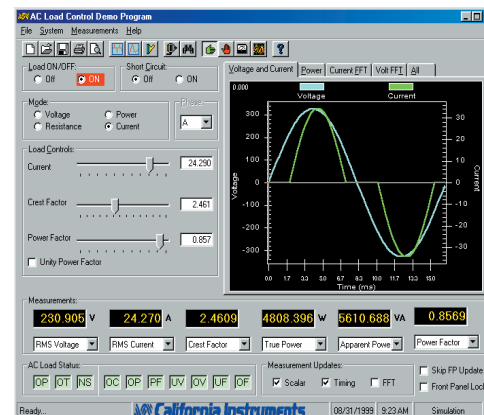 AC Load Control Demo Program
File System Measurements Help
Load ON/OFF:
Off ON
Short Circuit:
Off ON
Mode:
Voltage Power
Resistance Current
Phase
A
Load Controls:
Current 24.290
Crest Factor 2.461
Power Factor 0.857
Unity Power Factor
Voltage and Current Power Current FFT Volt FFT All
0.000
Voltage Current
300
200
100
0
-100
-200
-300
Voltage
30
20
10
0
-10
-20
-30
Current
0.0 1.7 3.3 5.0 6.7 8.3 10.0 11.7 13.3 15.0
Time (ms)
Measurements:
230.905 V 24.270 A 2.4609 4808.396 W 5610.688 VA 0.8569
RMS Voltage RMS Current Crest Factor True Power Apparent Powe Power Factor
AC Load Status:
OP OT NS OC OP PF UV OV UF OF
Measurement Updates:
Scalar Timing FFT
Skip FP Update
Front Panel Lock
Ready... California Instruments 08/31/1999 9:23 AM Simulation